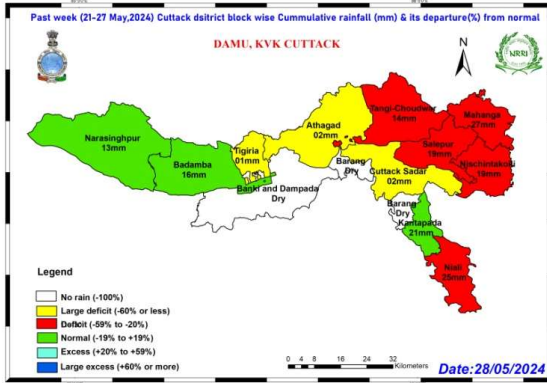 Past week (21-27 May,2024) Cuttack dsitrict block wise Cummulative rainfall (mm) & its departure(%) from normal
DAMU, KVK CUTTACK
N
NRRI
Narasinghpur
13mm
Badamba
16mm
Tigiria
01mm
Athagad
02mm
Tangi-Choudwar
14mm
Mahanga
27mm
Salepur
19mm
Nischintakoili
19mm
Barang
Dry
Cuttack Sadar
02mm
Banki and Dampada
Dry
Barang
Dry
Kantapada
21mm
Niali
25mm
Legend
No rain (-100%)
Large deficit (-60% or less)
Deficit (-59% to -20%)
Normal (-19% to +19%)
Excess (+20% to +59%)
Large excess (+60% or more)
0 4 8 16 24 32
Kilometers
Date:28/05/2024